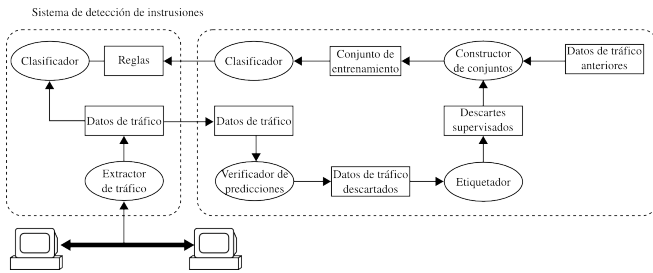 Sistema de detección de instrusiones
Clasificador
Reglas
Clasificador
Conjunto de
entrenamiento
Constructor
de conjuntos
Datos de tráfico
anteriores
Datos de tráfico
Datos de tráfico
Descartes
supervisados
Extractor
de tráfico
Verificador de
predicciones
Datos de tráfico
descartados
Etiquetador